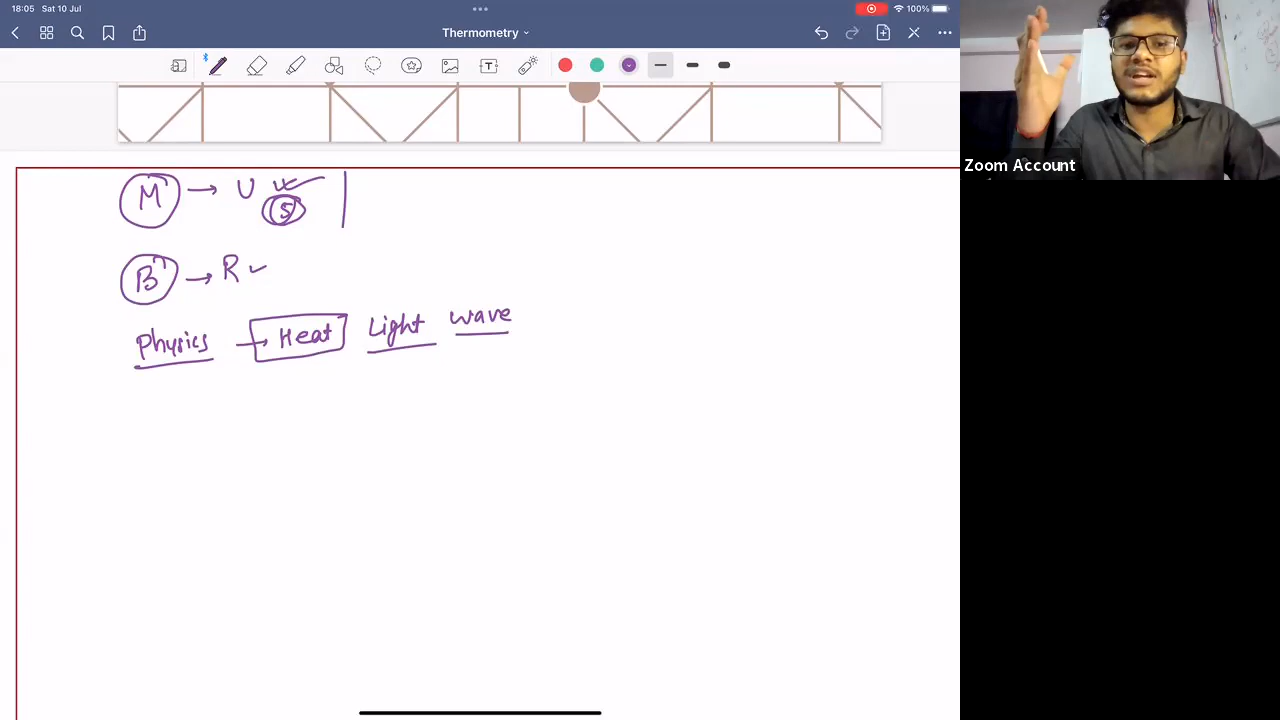 18:05 Sat 10 Jul
100%
Thermometry
T
Zoom Account
M → U
5
B → R
Physics → Heat Light Wave